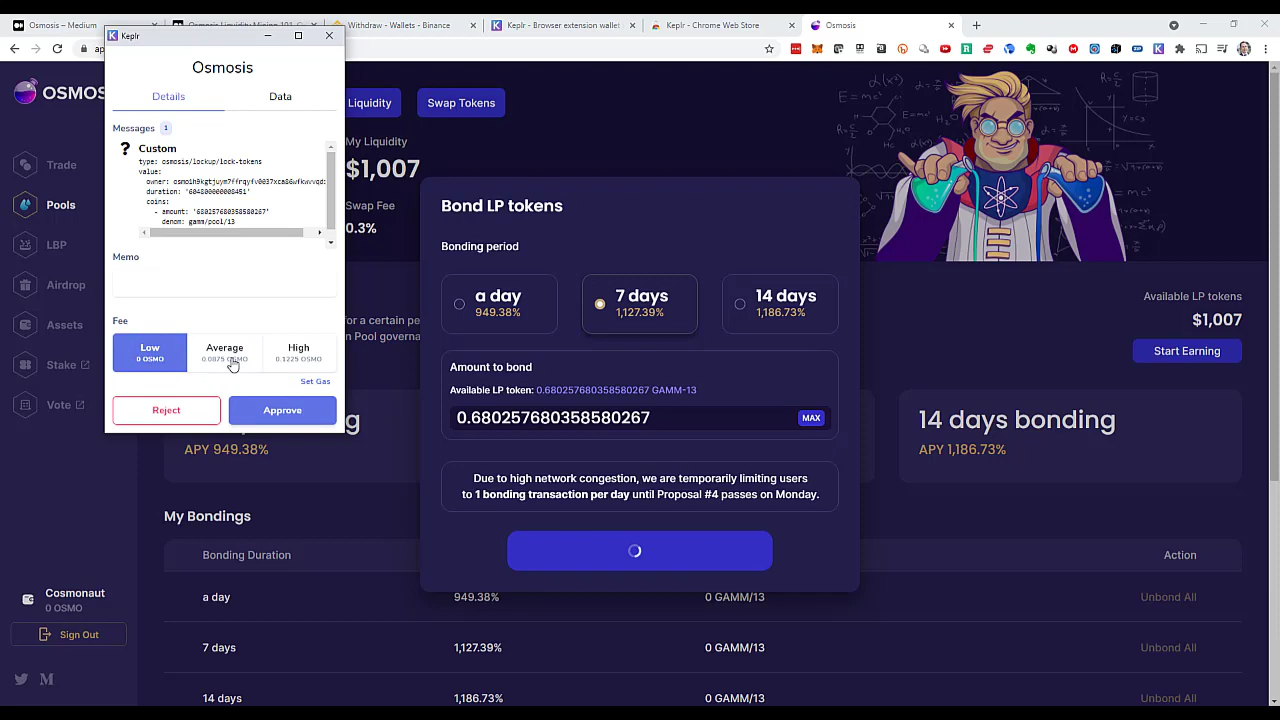 Osmosis – Medium
Osmosis Liquidity Mining 101
Withdraw - Wallets - Binance
Keplr - Browser extension wallet
Keplr - Chrome Web Store
Osmosis
Keplr
Osmosis
Details
Data
Messages 1
Custom
type: osmosis/lockup/lock-tokens
value:
duration: '604800000008451'
coins:
- amount: '680257680358580267'
denom: gamm/pool/13
Memo
Fee
Low
0 OSMO
Average
0.0875 OSMO
High
0.1225 OSMO
Set Gas
Reject
Approve
OSMOS
Trade
Pools
LBP
Airdrop
Assets
Stake
Vote
Cosmonaut
0 OSMO
Sign Out
Liquidity
Swap Tokens
My Liquidity
$1,007
Swap Fee
0.3%
Bond LP tokens
Bonding period
a day
949.38%
7 days
1,127.39%
14 days
1,186.73%
Amount to bond
Available LP token: 0.680257680358580267 GAMM-13
0.680257680358580267
MAX
Due to high network congestion, we are temporarily limiting users
to 1 bonding transaction per day until Proposal #4 passes on Monday.
for a certain pe
n Pool governa
Available LP tokens
$1,007
Start Earning
g
APY 949.38%
14 days bonding
APY 1,186.73%
My Bondings
Bonding Duration
Action
a day
949.38%
0 GAMM/13
Unbond All
7 days
1,127.39%
0 GAMM/13
Unbond All
14 days
1,186.73%
0 GAMM/13
Unbond All